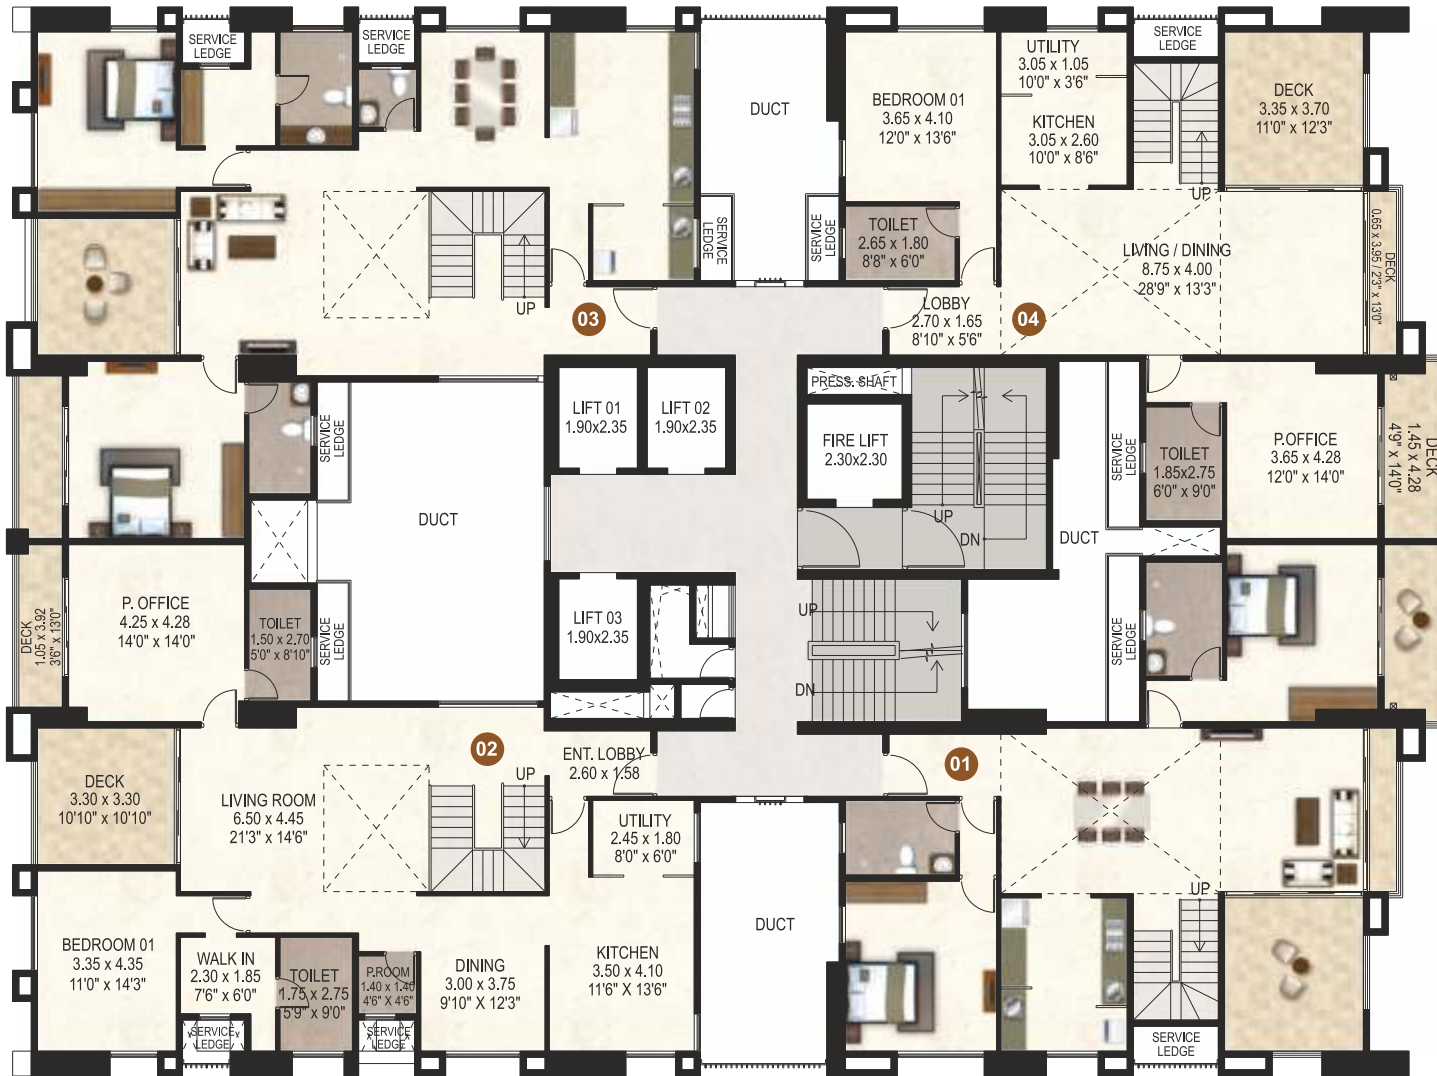 SERVICE
LEDGE
SERVICE
LEDGE
DUCT
SERVICE
LEDGE
SERVICE
LEDGE
UP
03
BEDROOM 01
3.65 x 4.10
12'0" x 13'6"
UTILITY
3.05 x 1.05
10'0" x 3'6"
KITCHEN
3.05 x 2.60
10'0" x 8'6"
SERVICE
LEDGE
UP
DECK
3.35 x 3.70
11'0" x 12'3"
TOILET
2.65 x 1.80
8'8" x 6'0"
LIVING / DINING
8.75 x 4.00
28'9" x 13'3"
DECK
0.65 x 3.95 / 2'3" x 13'0"
LOBBY
2.70 x 1.65
8'10" x 5'6"
04
SERVICE
LEDGE
DUCT
SERVICE
LEDGE
LIFT 01
1.90x2.35
LIFT 02
1.90x2.35
PRESS. SHAFT
FIRE LIFT
2.30x2.30
UP
DN
DUCT
SERVICE
LEDGE
TOILET
1.85x2.75
6'0" x 9'0"
P.OFFICE
3.65 x 4.28
12'0" x 14'0"
DECK
1.45 x 4.28
4'9" x 14'0"
DECK
1.05 x 3.92
3'6" x 13'0"
P. OFFICE
4.25 x 4.28
14'0" x 14'0"
TOILET
1.50 x 2.70
5'0" x 8'10"
LIFT 03
1.90x2.35
UP
DN
SERVICE
LEDGE
DECK
3.30 x 3.30
10'10" x 10'10"
LIVING ROOM
6.50 x 4.45
21'3" x 14'6"
02
UP
ENT. LOBBY
2.60 x 1.58
UTILITY
2.45 x 1.80
8'0" x 6'0"
01
UP
BEDROOM 01
3.35 x 4.35
11'0" x 14'3"
WALK IN
2.30 x 1.85
7'6" x 6'0"
SERVICE
LEDGE
TOILET
1.75 x 2.75
5'9" x 9'0"
P.ROOM
1.40 x 1.40
4'6" X 4'6"
SERVICE
LEDGE
DINING
3.00 x 3.75
9'10" X 12'3"
KITCHEN
3.50 x 4.10
11'6" X 13'6"
DUCT
SERVICE
LEDGE